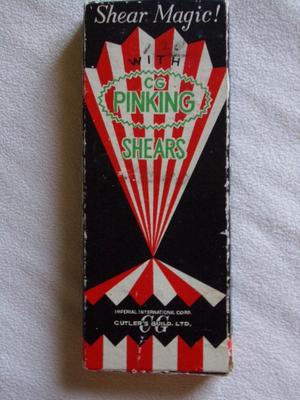 Shear Magic!
WITH
CG
PINKING
SHEARS
IMPERIAL INTERNATIONAL CORP.
CG
CUTLER'S GUILD. LTD.